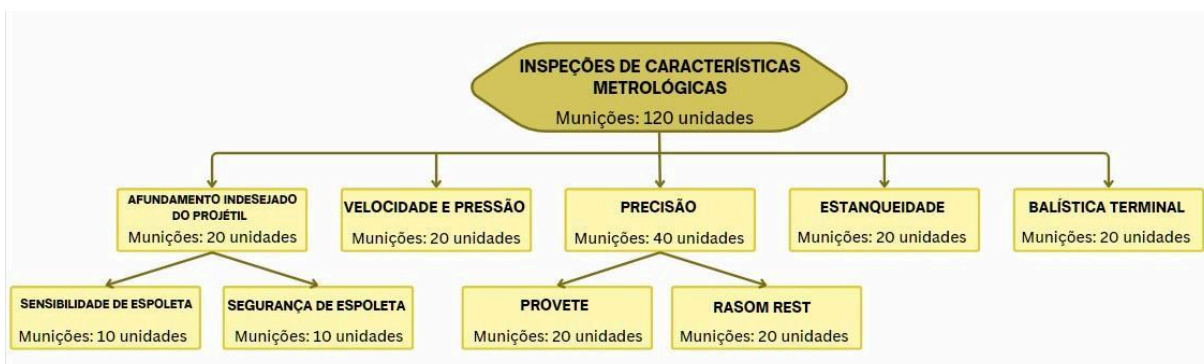 INSPEÇÕES DE CARACTERÍSTICAS
METROLÓGICAS
Munições: 120 unidades
AFUNDAMENTO INDESEJADO
DO PROJÉTIL
Munições: 20 unidades
VELOCIDADE E PRESSÃO
Munições: 20 unidades
PRECISÃO
Munições: 40 unidades
ESTANQUEIDADE
Munições: 20 unidades
BALÍSTICA TERMINAL
Munições: 20 unidades
SENSIBILIDADE DE ESPOLETA
Munições: 10 unidades
SEGURANÇA DE ESPOLETA
Munições: 10 unidades
PROVETE
Munições: 20 unidades
RASOM REST
Munições: 20 unidades